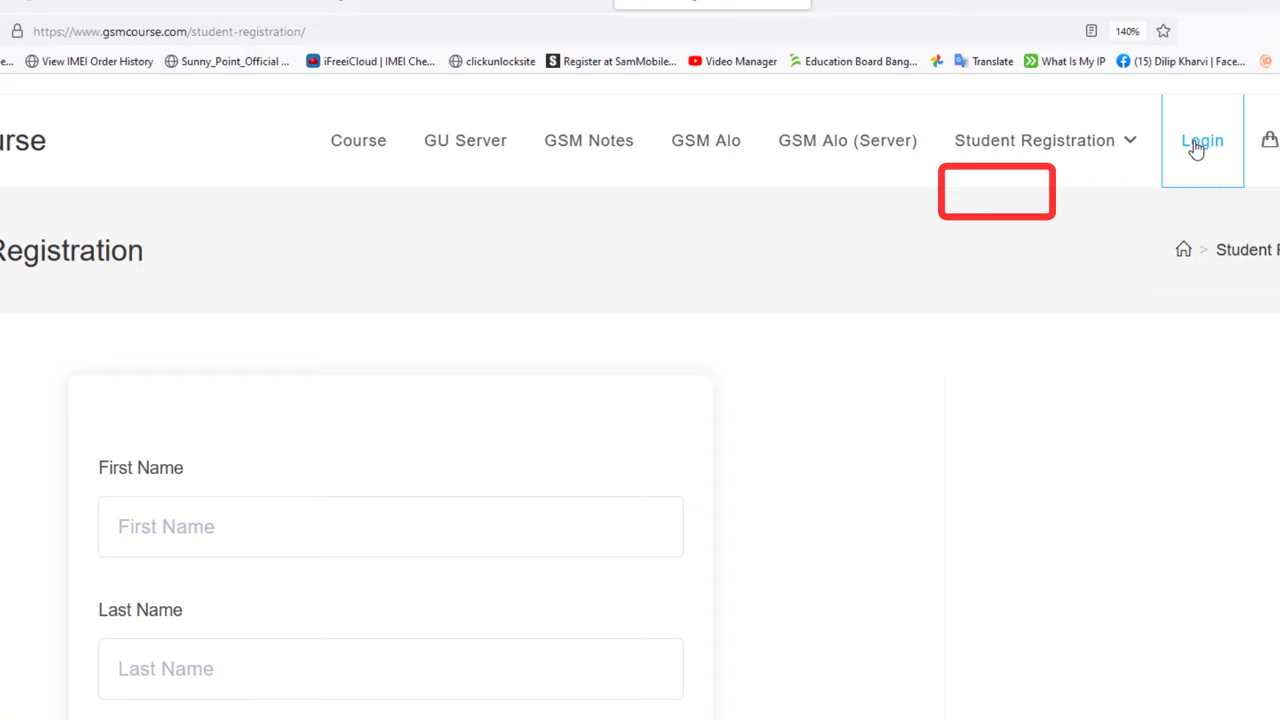 https://www.gsmcourse.com/student-registration/
140%
e... View IMEI Order History Sunny_Point_Official ... iFreeiCloud | IMEI Che... clickunlocksite Register at SamMobile... Video Manager Education Board Bang... Translate What Is My IP (15) Dilip Kharvi | Face...
urse
Course GU Server GSM Notes GSM Alo GSM Alo (Server) Student Registration Login
Registration
> Student
First Name
First Name
Last Name
Last Name